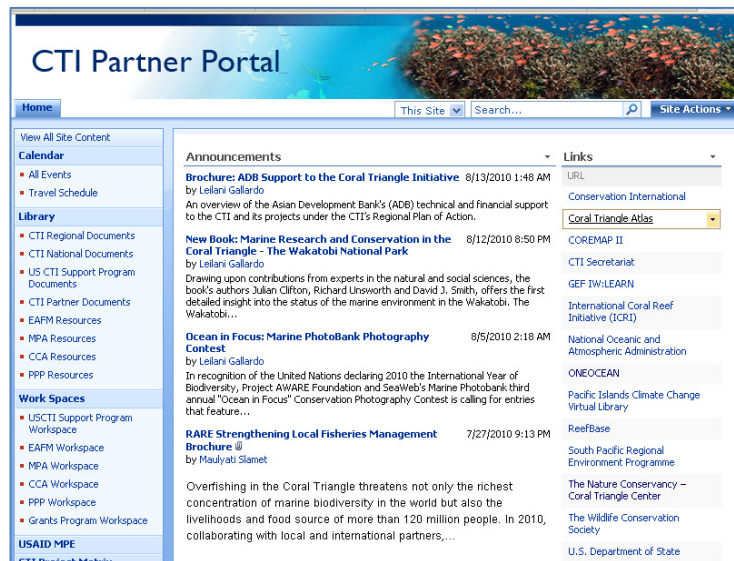 CTI Partner Portal
Home
This Site
Search...
Site Actions
View All Site Content
Calendar
All Events
Travel Schedule
Library
CTI Regional Documents
CTI National Documents
US CTI Support Program
Documents
CTI Partner Documents
EAFM Resources
MPA Resources
CCA Resources
PPP Resources
Work Spaces
USCTI Support Program
Workspace
EAFM Workspace
MPA Workspace
CCA Workspace
PPP Workspace
Grants Program Workspace
USAID MPE
CTI Project Matrix
Announcements
Brochure: ADB Support to the Coral Triangle Initiative 8/13/2010 1:48 AM
by Leilani Gallardo
An overview of the Asian Development Bank's (ADB) technical and financial support
to the CTI and its projects under the CTI's Regional Plan of Action.
New Book: Marine Research and Conservation in the 8/12/2010 8:50 PM
Coral Triangle - The Wakatobi National Park
by Leilani Gallardo
Drawing upon contributions from experts in the natural and social sciences, the
book's authors Julian Clifton, Richard Unsworth and David J. Smith, offers the first
detailed insight into the status of the marine environment in the Wakatobi. The
Wakatobi...
Ocean in Focus: Marine PhotoBank Photography 8/5/2010 2:18 AM
Contest
by Leilani Gallardo
In recognition of the United Nations declaring 2010 the International Year of
Biodiversity, Project AWARE Foundation and SeaWeb's Marine Photobank third
annual "Ocean in Focus" Conservation Photography Contest is calling for entries
that feature...
RARE Strengthening Local Fisheries Management 7/27/2010 9:13 PM
Brochure
by Maulyati Slamet
Overfishing in the Coral Triangle threatens not only the richest
concentration of marine biodiversity in the world but also the
livelihoods and food source of more than 120 million people. In 2010,
collaborating with local and international partners,...
Links
URL
Conservation International
Coral Triangle Atlas
COREMAP II
CTI Secretariat
GEF IW:LEARN
International Coral Reef
Initiative (ICRI)
National Oceanic and
Atmospheric Administration
ONEOCEAN
Pacific Islands Climate Change
Virtual Library
ReefBase
South Pacific Regional
Environment Programme
The Nature Conservancy –
Coral Triangle Center
The Wildlife Conservation
Society
U.S. Department of State